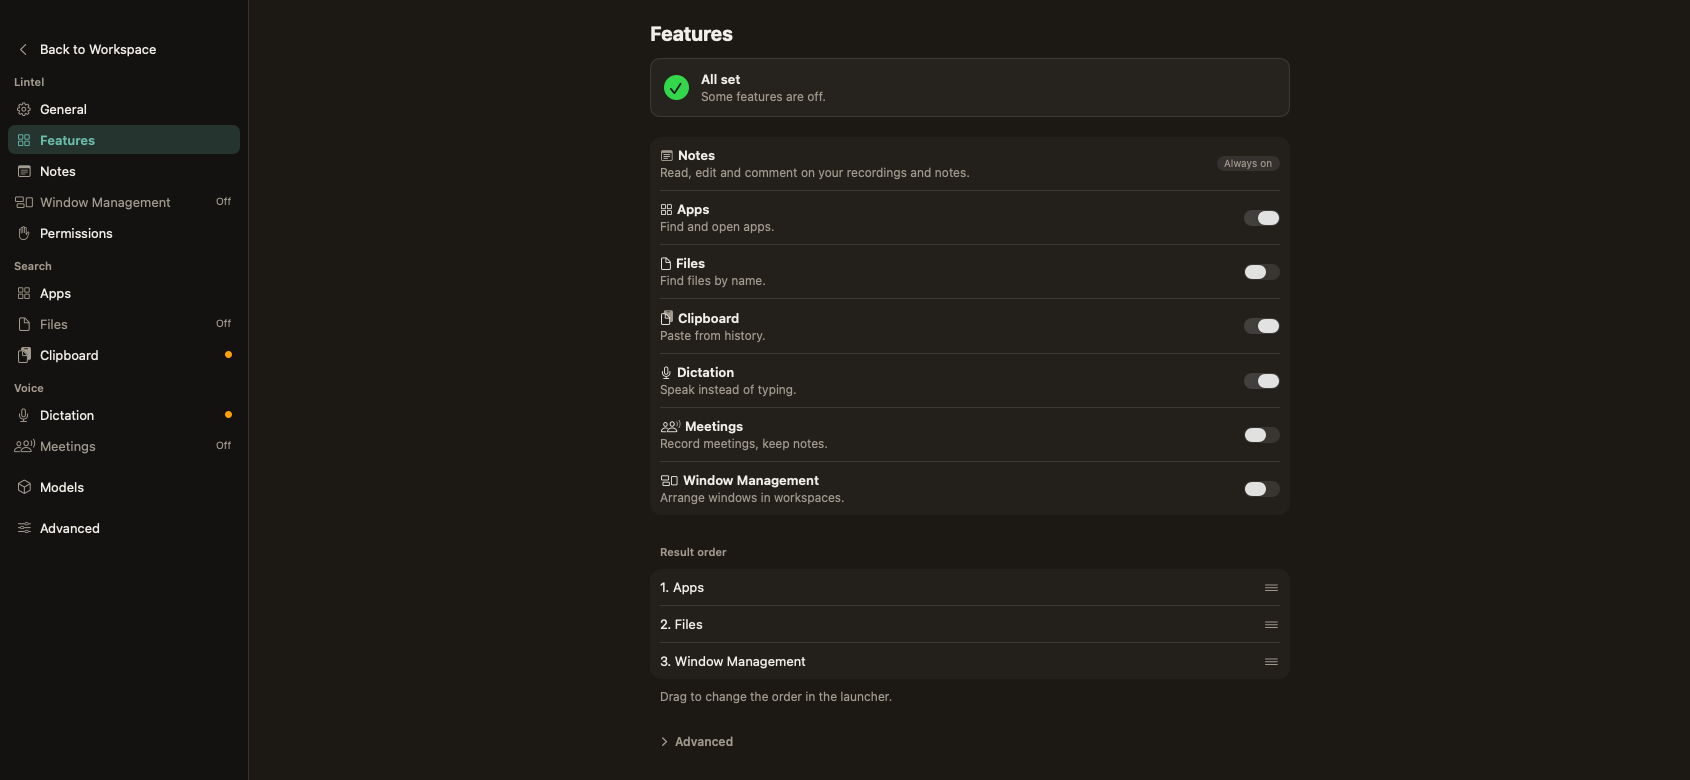 Back to Workspace
Lintel
General
Features
Notes
Window Management Off
Permissions
Search
Apps
Files Off
Clipboard
Voice
Dictation
Meetings Off
Models
Advanced
Features
All set
Some features are off.
Notes
Read, edit and comment on your recordings and notes.
Always on
Apps
Find and open apps.
Files
Find files by name.
Clipboard
Paste from history.
Dictation
Speak instead of typing.
Meetings
Record meetings, keep notes.
Window Management
Arrange windows in workspaces.
Result order
1. Apps
2. Files
3. Window Management
Drag to change the order in the launcher.
Advanced